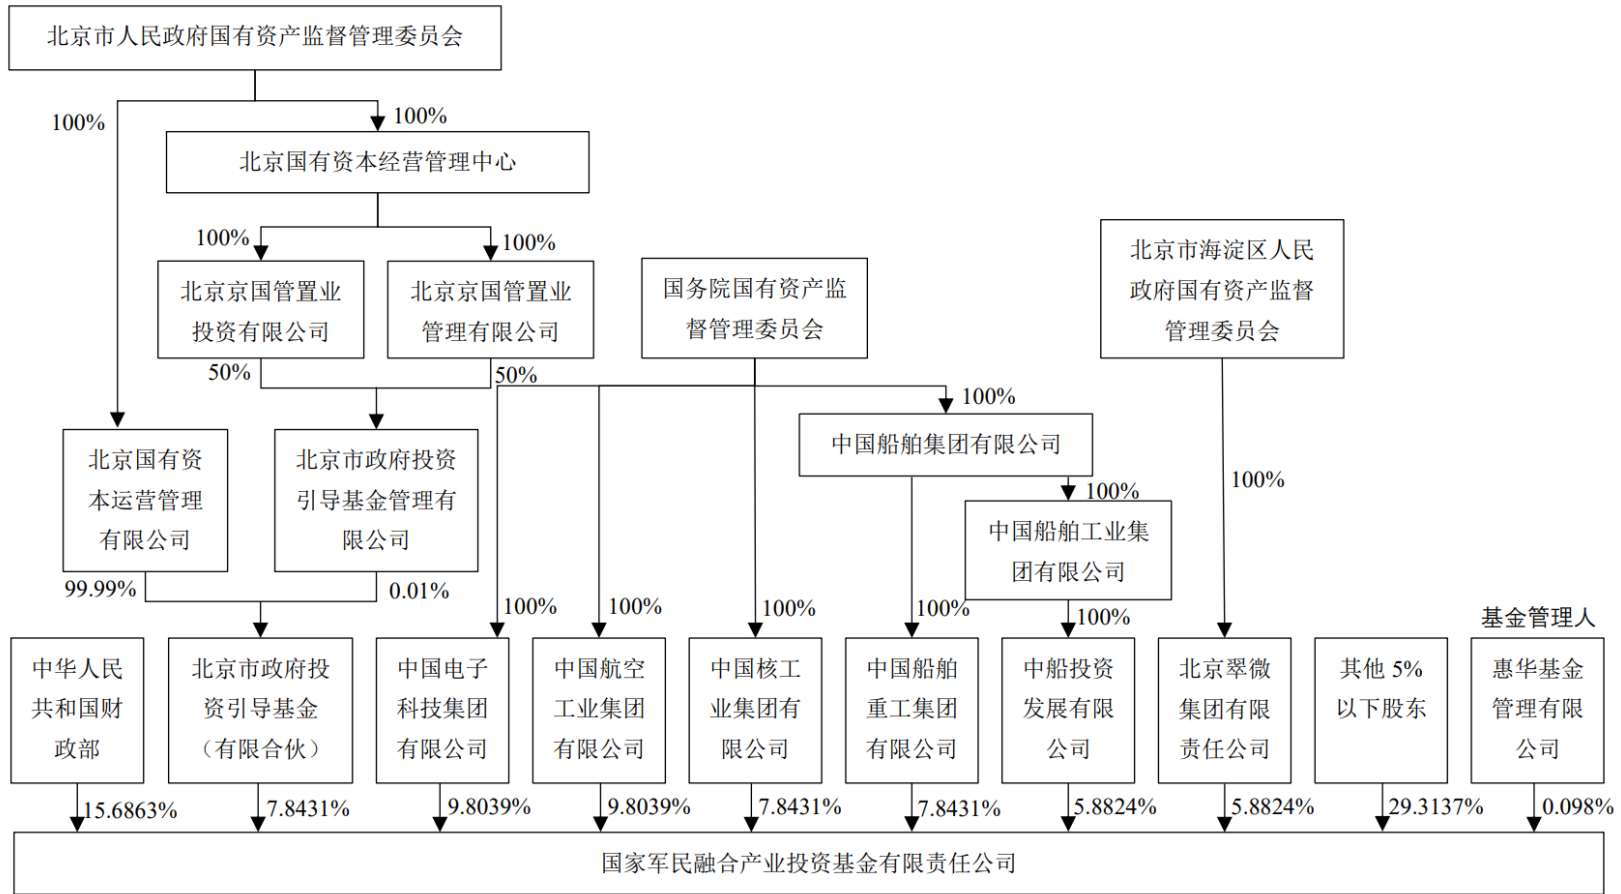 北京市人民政府国有资产监督管理委员会
100%
100%
北京国有资本经营管理中心
100%
100%
北京京国管置业
投资有限公司
北京京国管置业
管理有限公司
国务院国有资产监
督管理委员会
北京市海淀区人民
政府国有资产监督
管理委员会
50%
50%
100%
中国船舶集团有限公司
北京国有资
本运营管理
有限公司
北京市政府投资
引导基金管理有
限公司
100%
100%
中国船舶工业集
团有限公司
99.99%
0.01%
100%
100%
100%
100%
100%
基金管理人
中华人民
共和国财
政部
北京市政府投
资引导基金
（有限合伙）
中国电子
科技集团
有限公司
中国航空
工业集团
有限公司
中国核工
业集团有
限公司
中国船舶
重工集团
有限公司
中船投资
发展有限
公司
北京翠微
集团有限
责任公司
其他 5%
以下股东
惠华基金
管理有限
公司
15.6863%
7.8431%
9.8039%
9.8039%
7.8431%
7.8431%
5.8824%
5.8824%
29.3137%
0.098%
国家军民融合产业投资基金有限责任公司